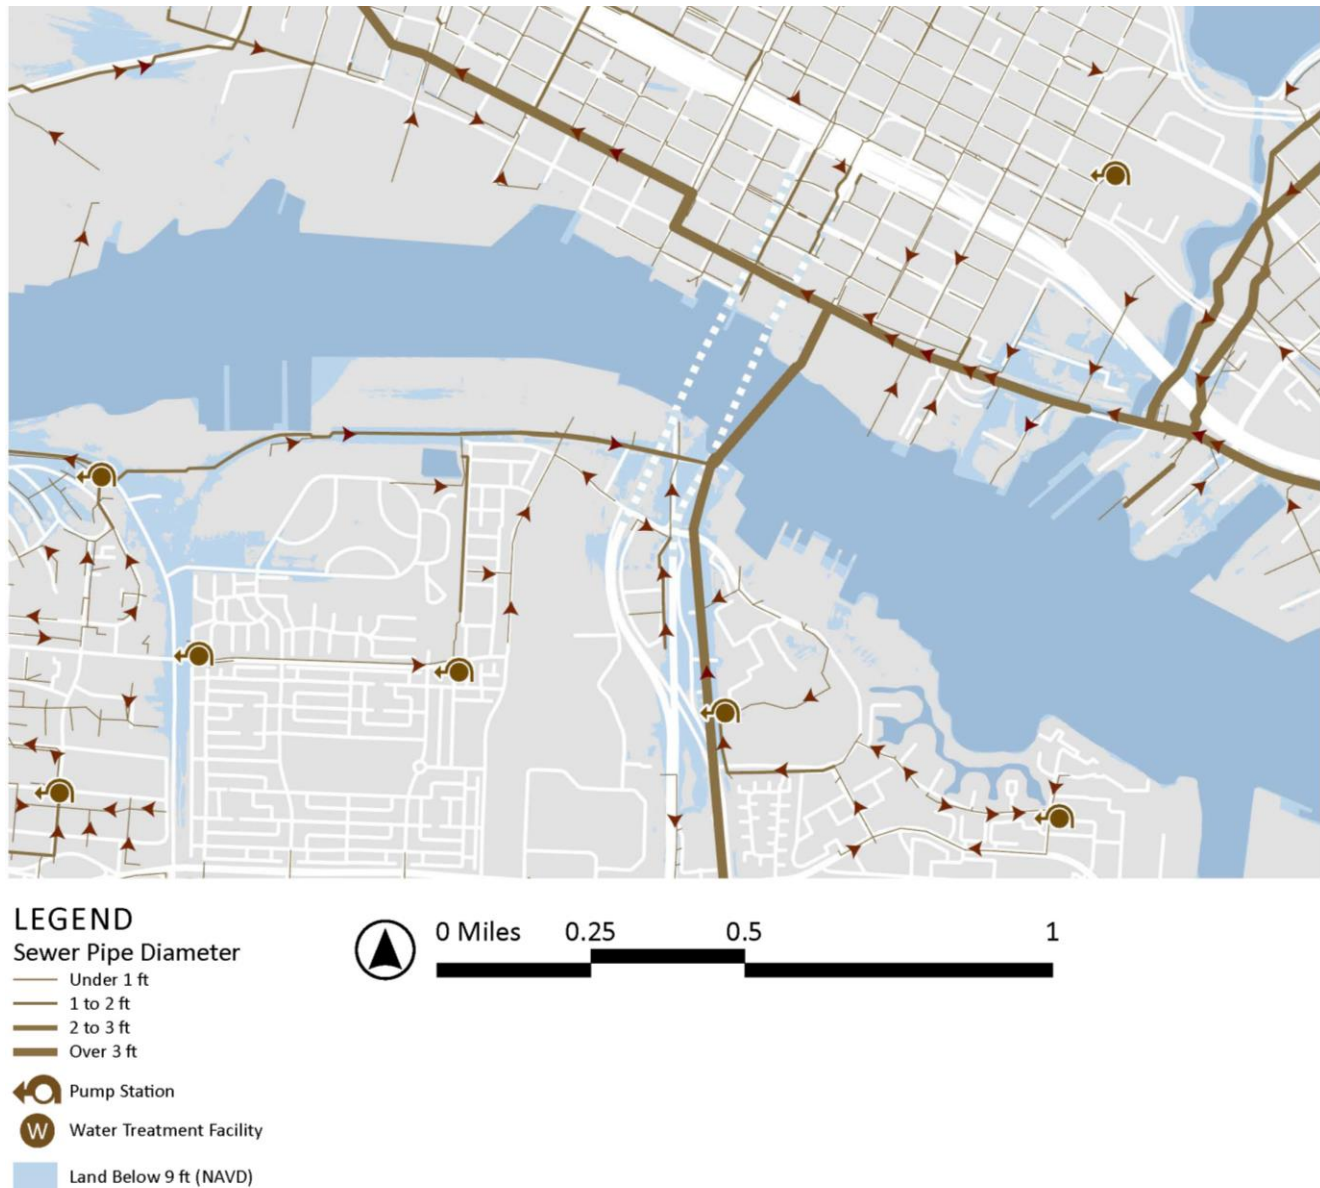 LEGEND
Sewer Pipe Diameter
Under 1 ft
1 to 2 ft
2 to 3 ft
Over 3 ft
Pump Station
W Water Treatment Facility
Land Below 9 ft (NAVD)
0 Miles 0.25 0.5 1